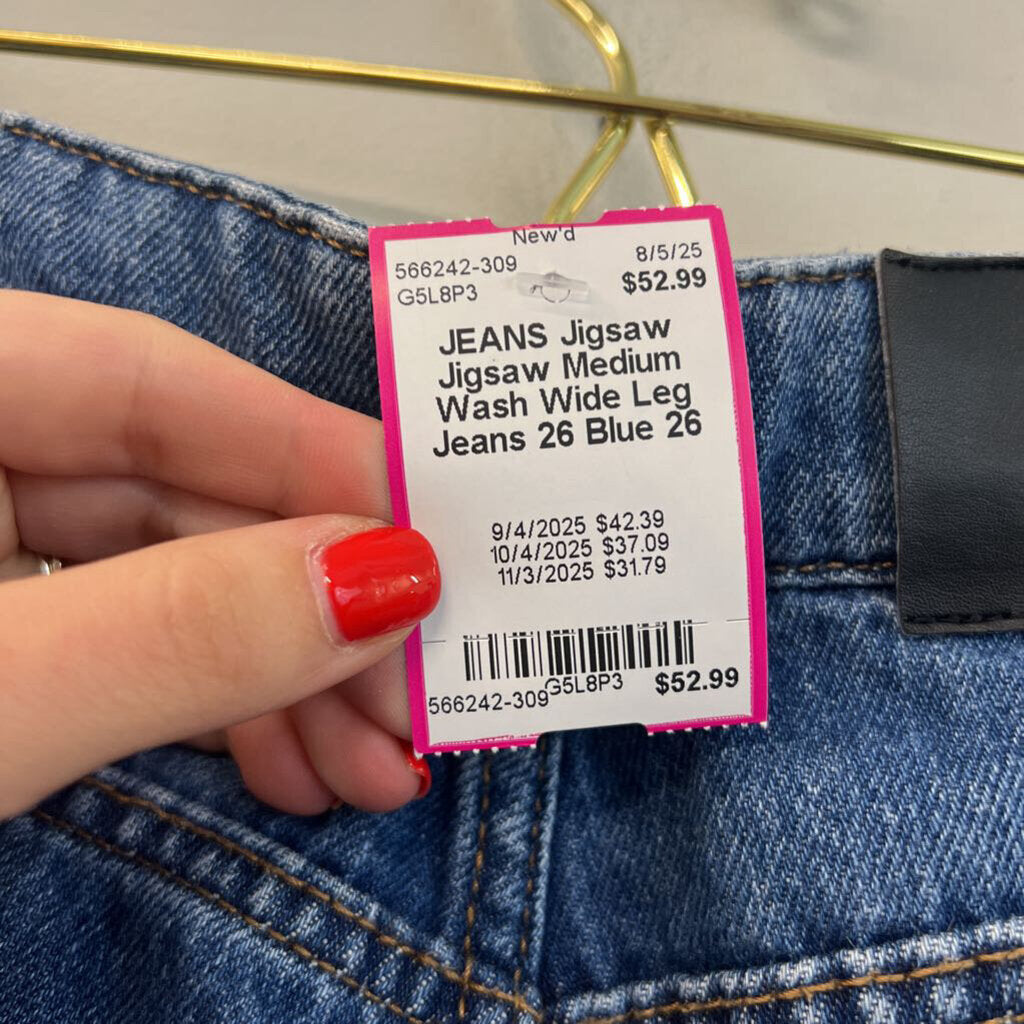 New'd
566242-309 8/5/25
G5L8P3 $52.99
JEANS Jigsaw
Jigsaw Medium
Wash Wide Leg
Jeans 26 Blue 26
9/4/2025 $42.39
10/4/2025 $37.09
11/3/2025 $31.79
566242-309 G5L8P3 $52.99